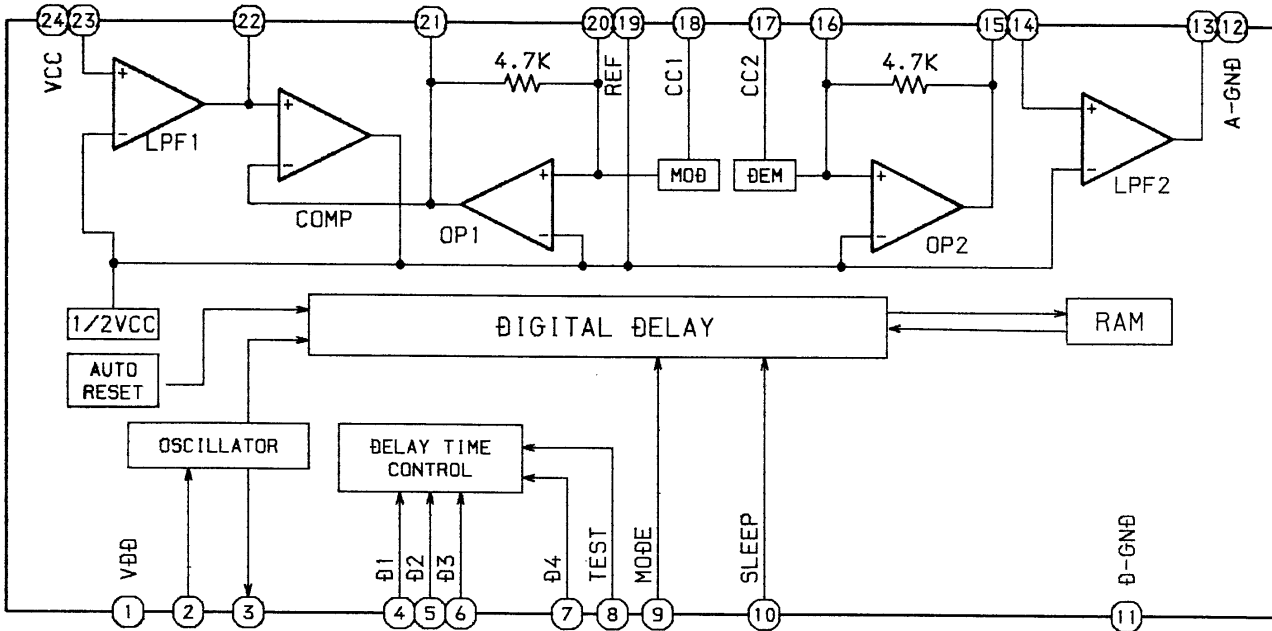 24 23 22 21 20 19 18 17 16 15 14 13 12
VCC
REF
CC1
CC2
A-GND
4.7K
4.7K
+
-
LPF1
+
-
COMP
+
-
OP1
MOD
DEM
+
-
OP2
+
-
LPF2
1/2VCC
DIGITAL DELAY
RAM
AUTO
RESET
OSCILLATOR
DELAY TIME
CONTROL
VDD
D1
D2
D3
D4
TEST
MODE
SLEEP
D-GND
1 2 3 4 5 6 7 8 9 10 11